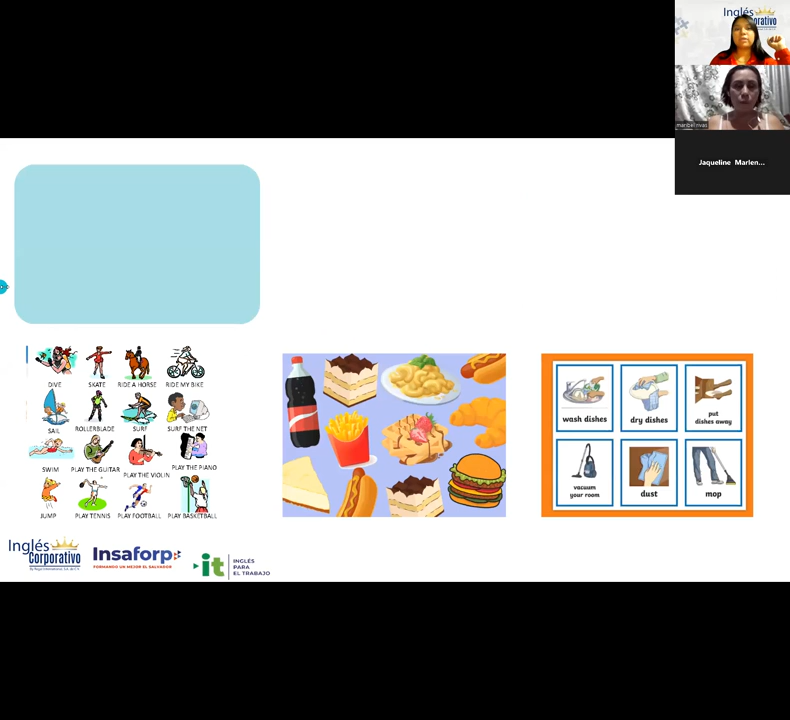 Inglés
maribel rivas
Jaqueline Marlen...
DIVE SKATE RIDE A HORSE RIDE MY BIKE
SAIL ROLLERBLADE SURF SURF THE NET
SWIM PLAY THE GUITAR PLAY THE VIOLIN PLAY THE PIANO
JUMP PLAY TENNIS PLAY FOOTBALL PLAY BASKETBALL
wash dishes
dry dishes
put
dishes away
vacuum
your room
dust
mop
Inglés
Corporativo
Insaforp
FORMANDO UN MEJOR EL SALVADOR
it
INGLÉS
PARA
EL TRABAJO